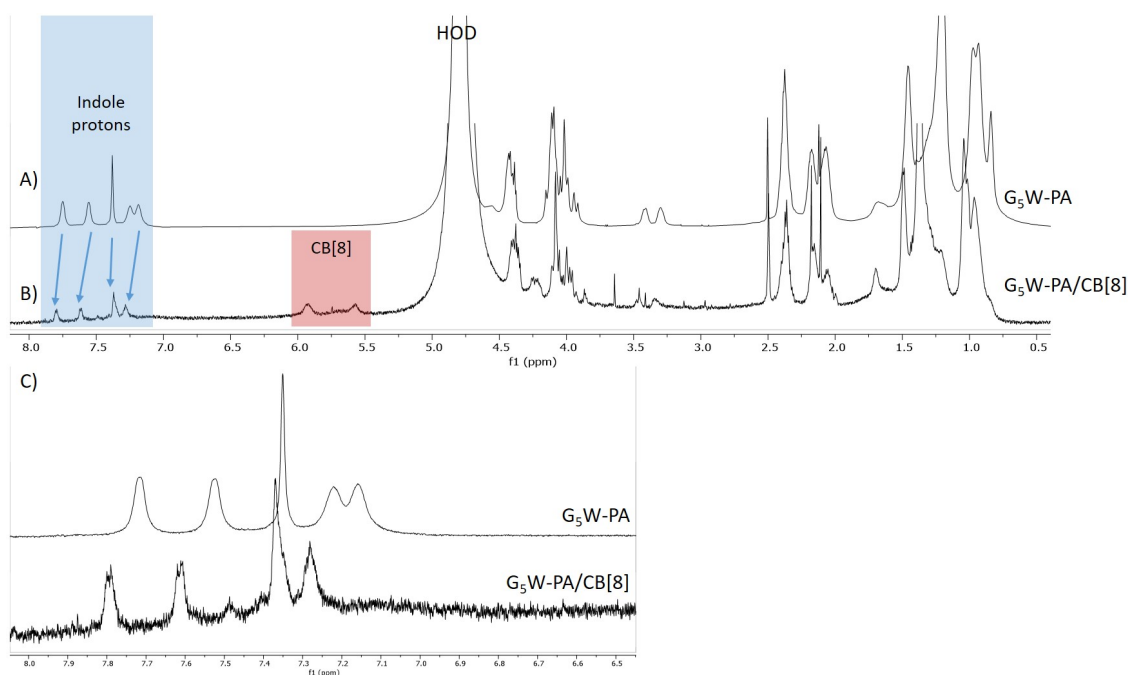 HOD
Indole
protons
A)
G₅W-PA
CB[8]
B)
G₅W-PA/CB[8]
8.0 7.5 7.0 6.5 6.0 5.5 5.0 4.5 4.0 3.5 3.0 2.5 2.0 1.5 1.0 0.5
f1 (ppm)
C)
G₅W-PA
G₅W-PA/CB[8]
8.0 7.9 7.8 7.7 7.6 7.5 7.4 7.3 7.2 7.1 7.0 6.9 6.8 6.7 6.6 6.5
f1 (ppm)